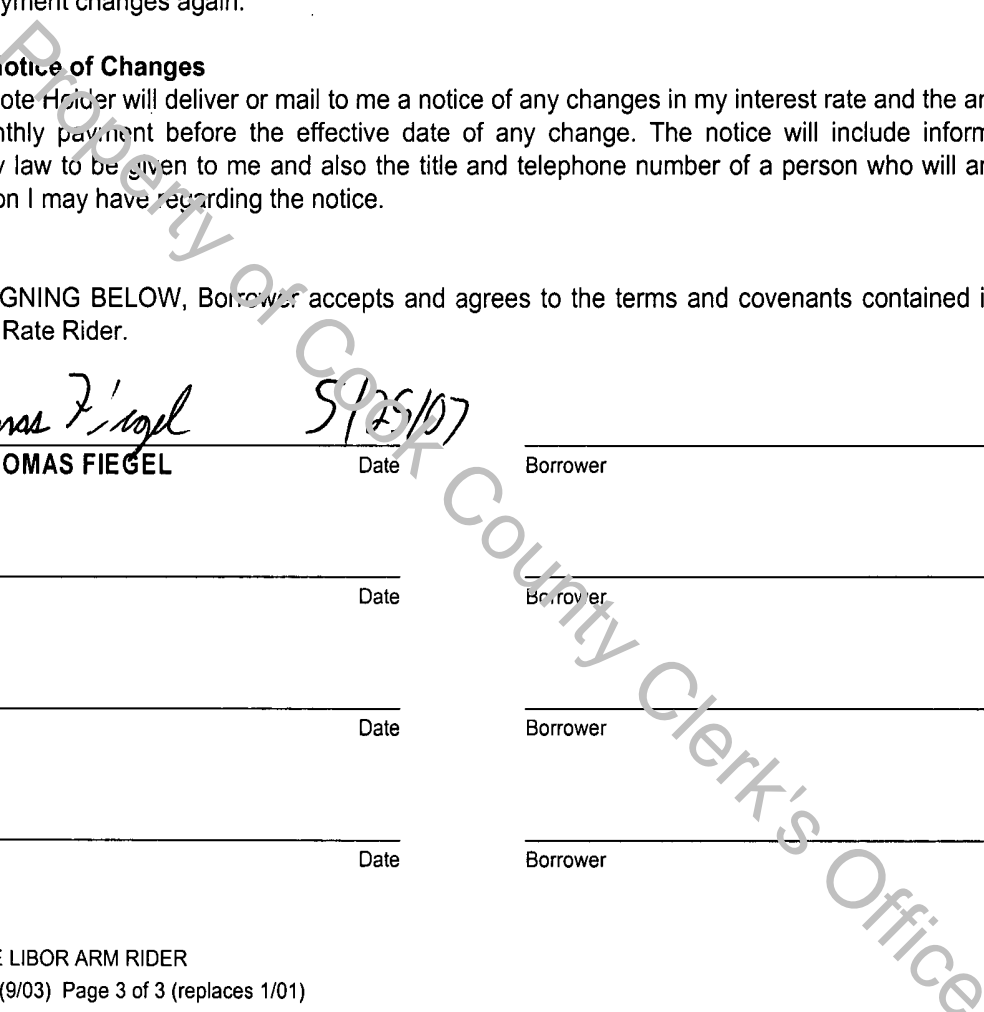 yment changes again.
otice of Changes
ote Holder will deliver or mail to me a notice of any changes in my interest rate and the ar
nthly payment before the effective date of any change. The notice will include inform
y law to be given to me and also the title and telephone number of a person who will ar
on I may have regarding the notice.
GNING BELOW, Borrower accepts and agrees to the terms and covenants contained i
Rate Rider.
mas Fiegel 5/25/07
OMAS FIEGEL Date Borrower
Date Borrower
Date Borrower
Date Borrower
E LIBOR ARM RIDER
(9/03) Page 3 of 3 (replaces 1/01)
Property of Cook County Clerk's Office